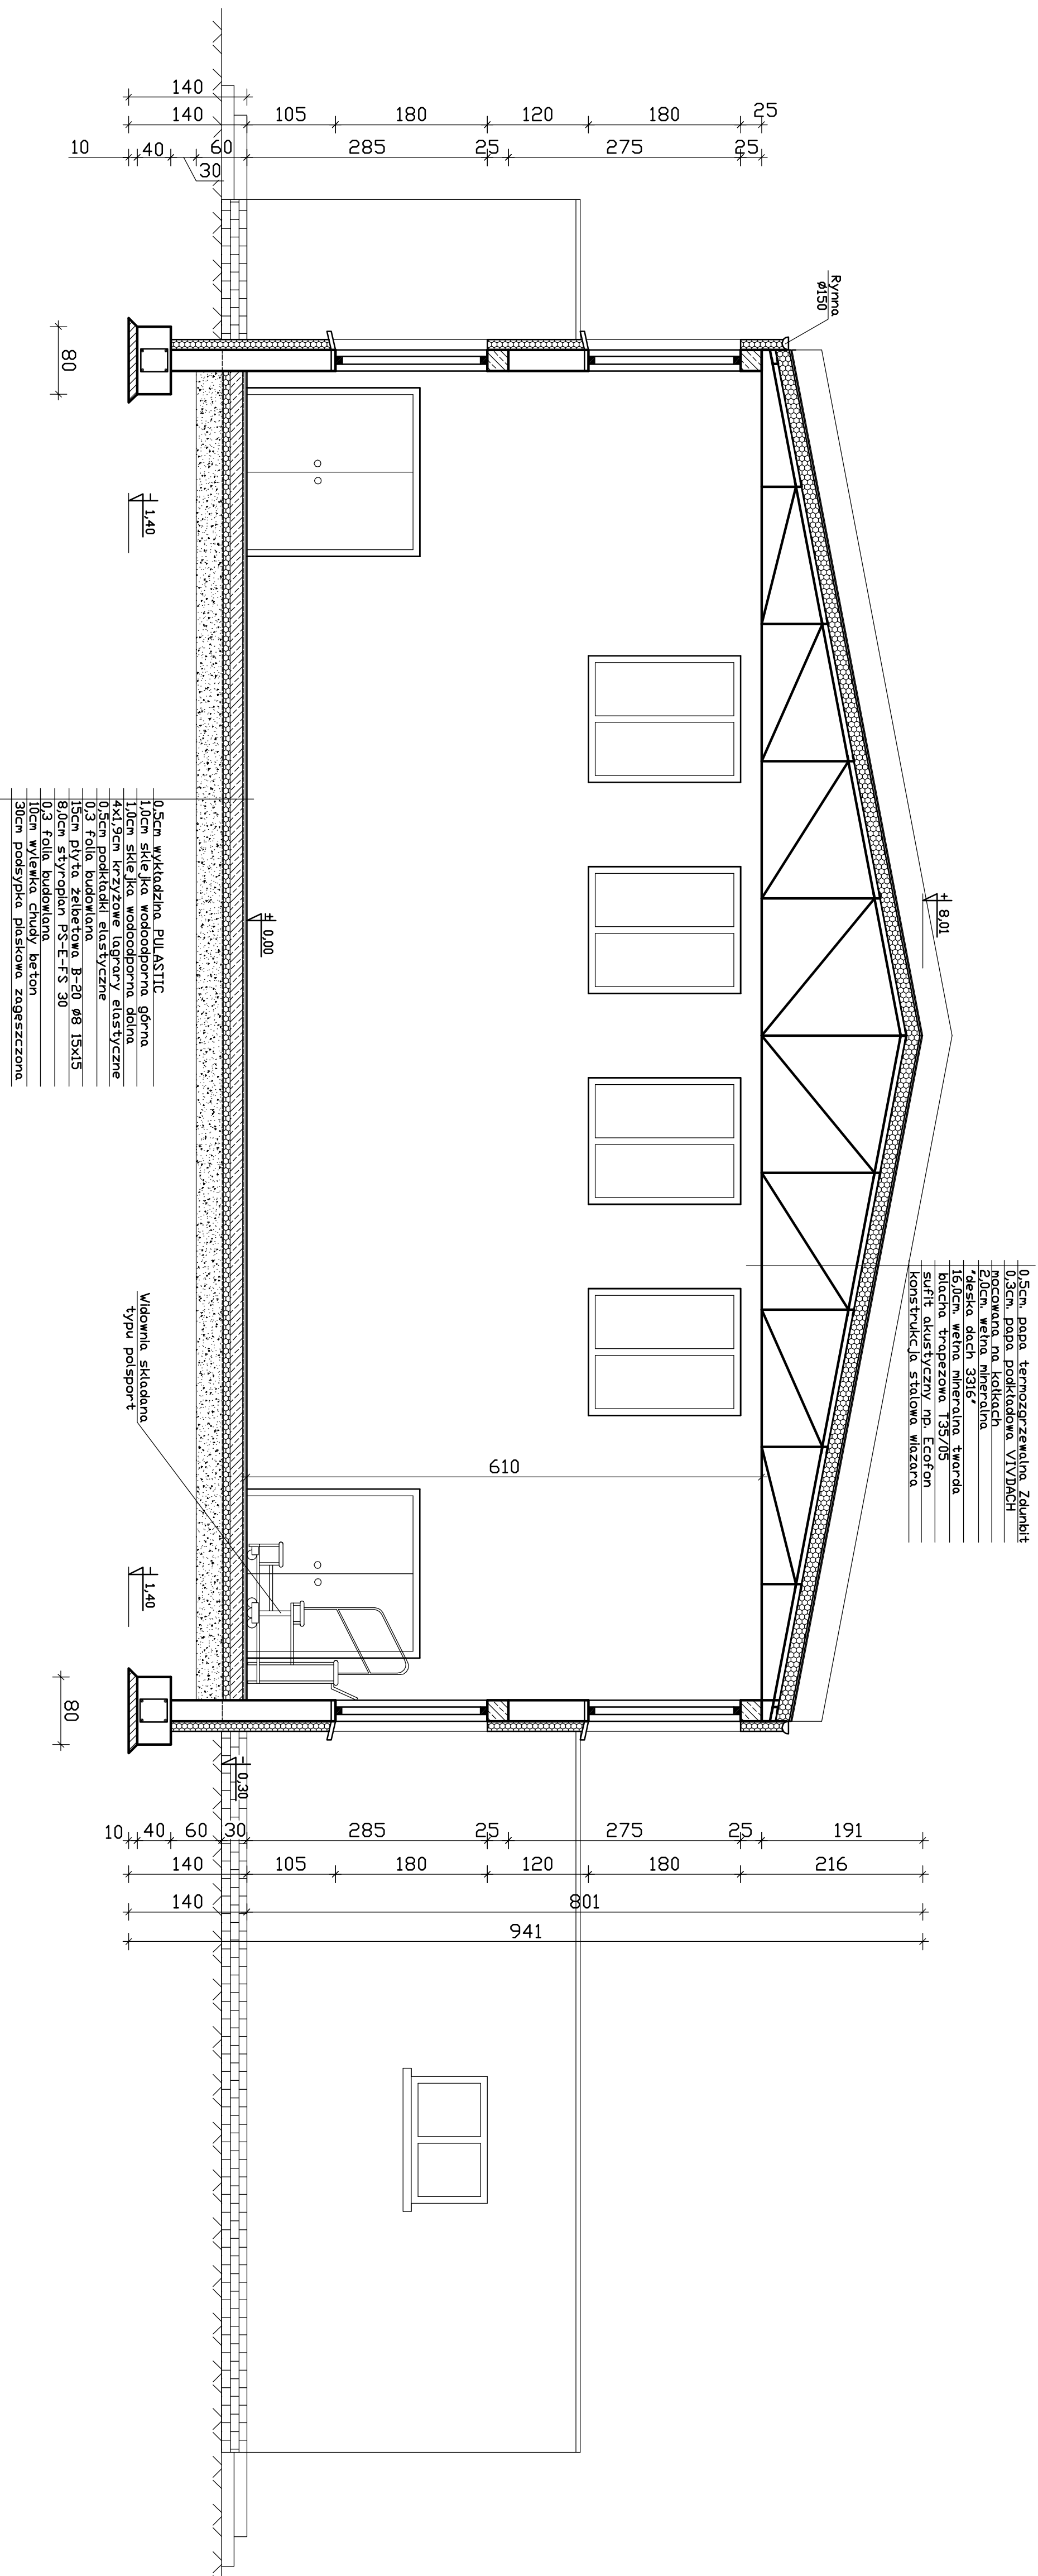 140
140
105
180
120
180
25
10
40
60
285
25
275
25
30
Rynna
ø150
80
-
1,40
0,5cm wykładzina PULASTIC
1,0cm sklejka wodoodporna górna
1,0cm sklejka wodoodporna dolna
4x1,9cm krzyżowe lagrary elastyczne
0,5cm podkładki elastyczne
0,3 folia budowlana
15cm płyta żelbetowa B-20 ø8 15x15
8,0cm styropian PS-E-FS 30
0,3 folia budowlana
10cm wylewka chudy beton
30cm podsypka piaskowa zagęszczona
±
0,00
+
8,01
0,5cm. papa termozgrzewalna Zdunbit
0,3cm. papa podkładowa VIVDACH
mocowana na kołkach
2,0cm. wełna mineralna
"deska dach 3316"
16,0cm. wełna mineralna twarda
blacha trapezowa T35/05
sufit akustyczny np. Ecofon
konstrukcja stalowa wiazara
Widownia składana
typu polsport
610
-
1,40
80
-
0,30
10
40
60
30
285
25
275
25
191
140
105
180
120
180
216
140
801
941